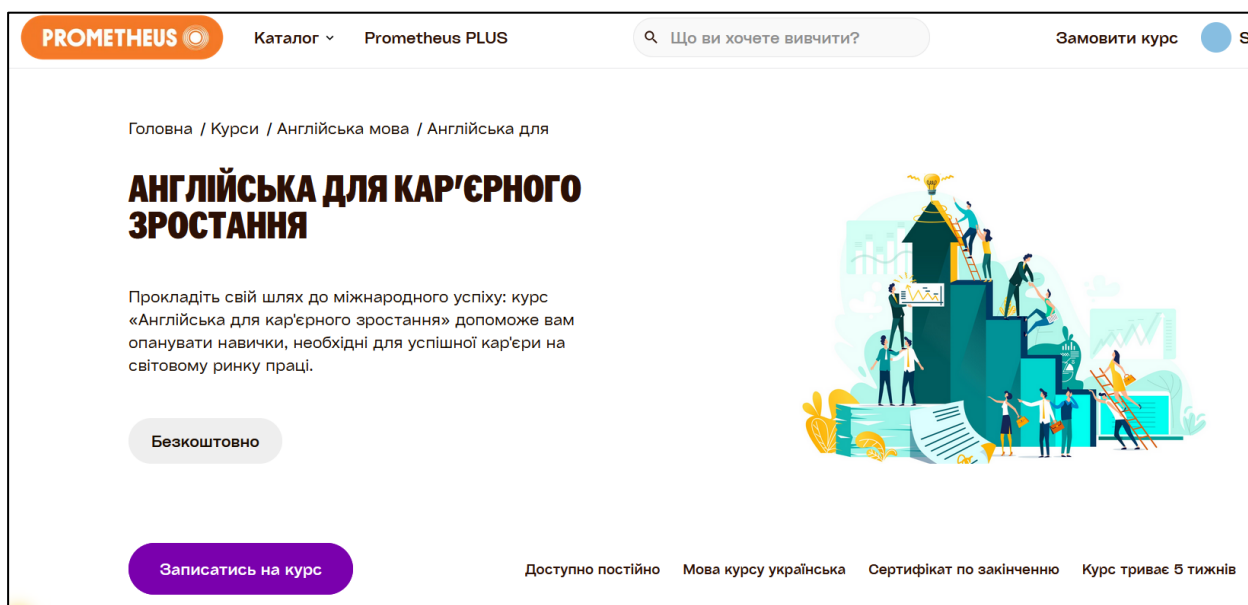 PROMETHEUS
Каталог
Prometheus PLUS
Що ви хочете вивчити?
Замовити курс
S
Головна / Курси / Англійська мова / Англійська для
АНГЛІЙСЬКА ДЛЯ КАР'ЄРНОГО
ЗРОСТАННЯ
Прокладіть свій шлях до міжнародного успіху: курс
«Англійська для кар'єрного зростання» допоможе вам
опанувати навички, необхідні для успішної кар'єри на
світовому ринку праці.
Безкоштовно
Записатись на курс
Доступно постійно
Мова курсу українська
Сертифікат по закінченню
Курс триває 5 тижнів